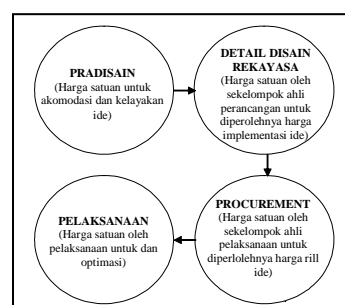 PRADISAIN
(Harga satuan untuk
akomodasi dan kelayakan
ide)
DETAIL DISAIN
REKAYASA
(Harga satuan oleh
sekelompok ahli
perancangan untuk
diperolehnya harga
implementasi ide)
PROCUREMENT
(Harga satuan oleh
sekelompok ahli
pelaksanaan untuk
diperlolehnya harga rill
ide)
PELAKSANAAN
(Harga satuan oleh
pelaksanaan untuk dan
optimasi)